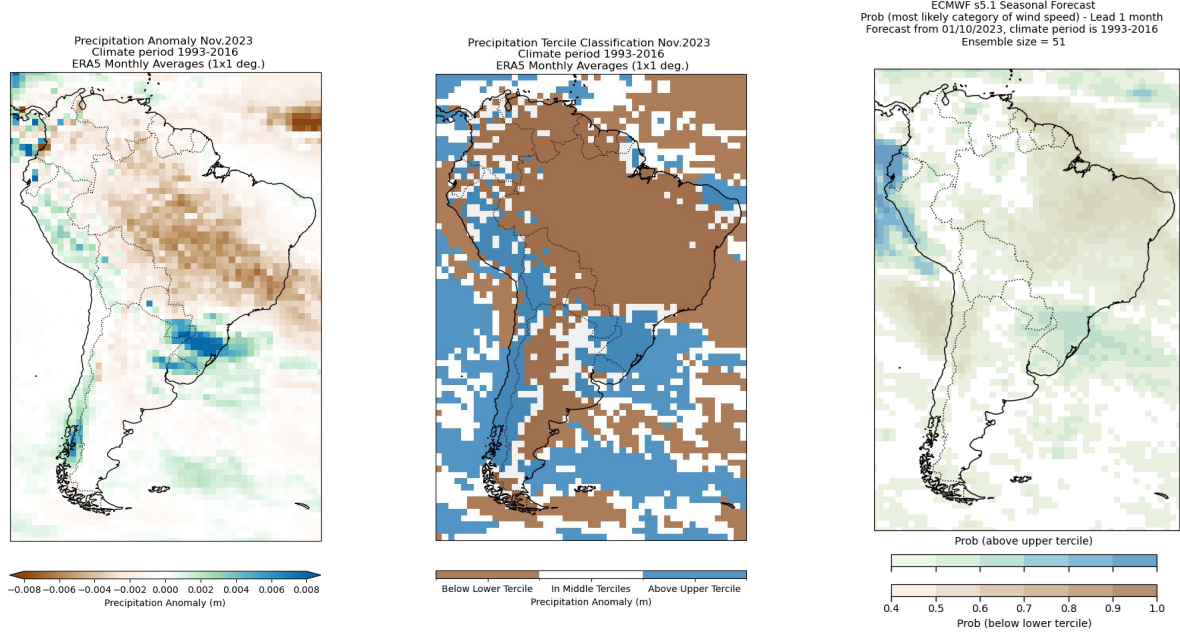 Precipitation Anomaly Nov.2023
Climate period 1993-2016
ERA5 Monthly Averages (1x1 deg.)
−0.008 −0.006 −0.004 −0.002 0.000 0.002 0.004 0.006 0.008
Precipitation Anomaly (m)
Precipitation Tercile Classification Nov.2023
Climate period 1993-2016
ERA5 Monthly Averages (1x1 deg.)
Below Lower Tercile In Middle Terciles Above Upper Tercile
Precipitation Anomaly (m)
ECMWF s5.1 Seasonal Forecast
Prob (most likely category of wind speed) - Lead 1 month
Forecast from 01/10/2023, climate period is 1993-2016
Ensemble size = 51
Prob (above upper tercile)
0.4 0.5 0.6 0.7 0.8 0.9 1.0
Prob (below lower tercile)